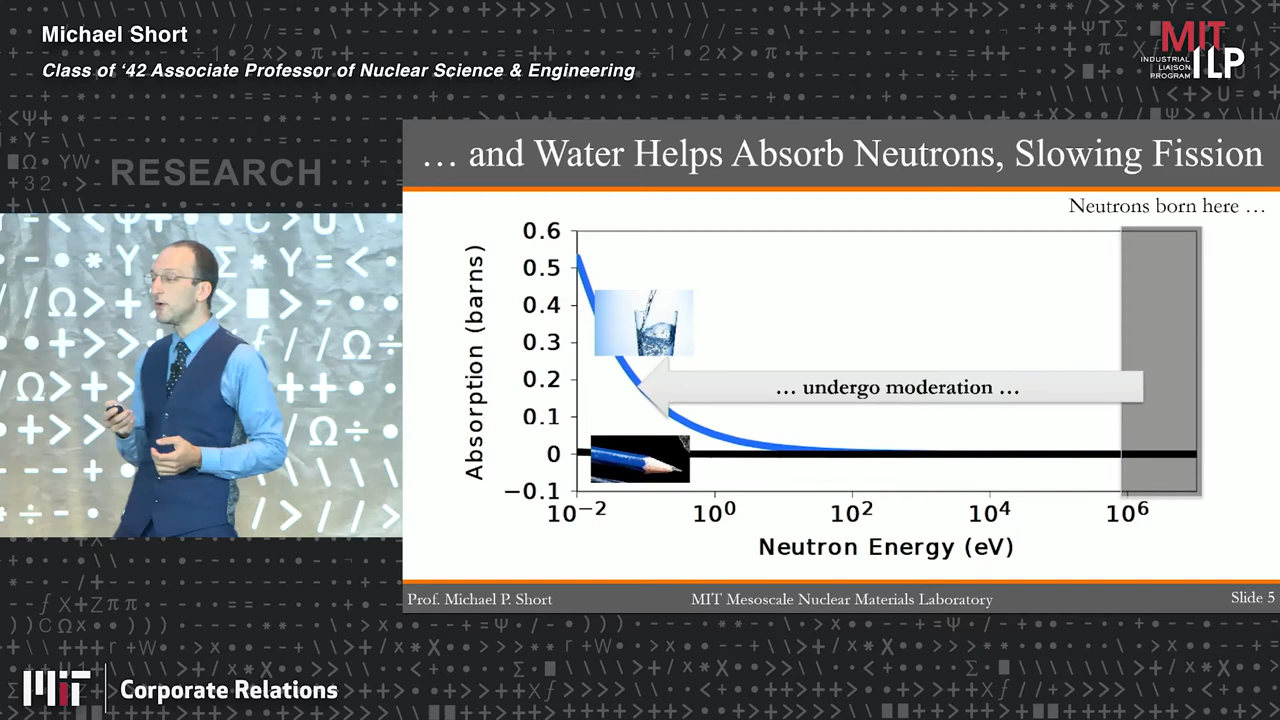 Michael Short
Class of ‘42 Associate Professor of Nuclear Science & Engineering
MIT
INDUSTRIAL
LIAISON
PROGRAM
ILP
RESEARCH
… and Water Helps Absorb Neutrons, Slowing Fission
Neutrons born here …
Absorption (barns)
0.6
0.5
0.4
0.3
0.2
0.1
0
−0.1
… undergo moderation …
10⁻² 10⁰ 10² 10⁴ 10⁶
Neutron Energy (eV)
Prof. Michael P. Short MIT Mesoscale Nuclear Materials Laboratory Slide 5
MIT Corporate Relations